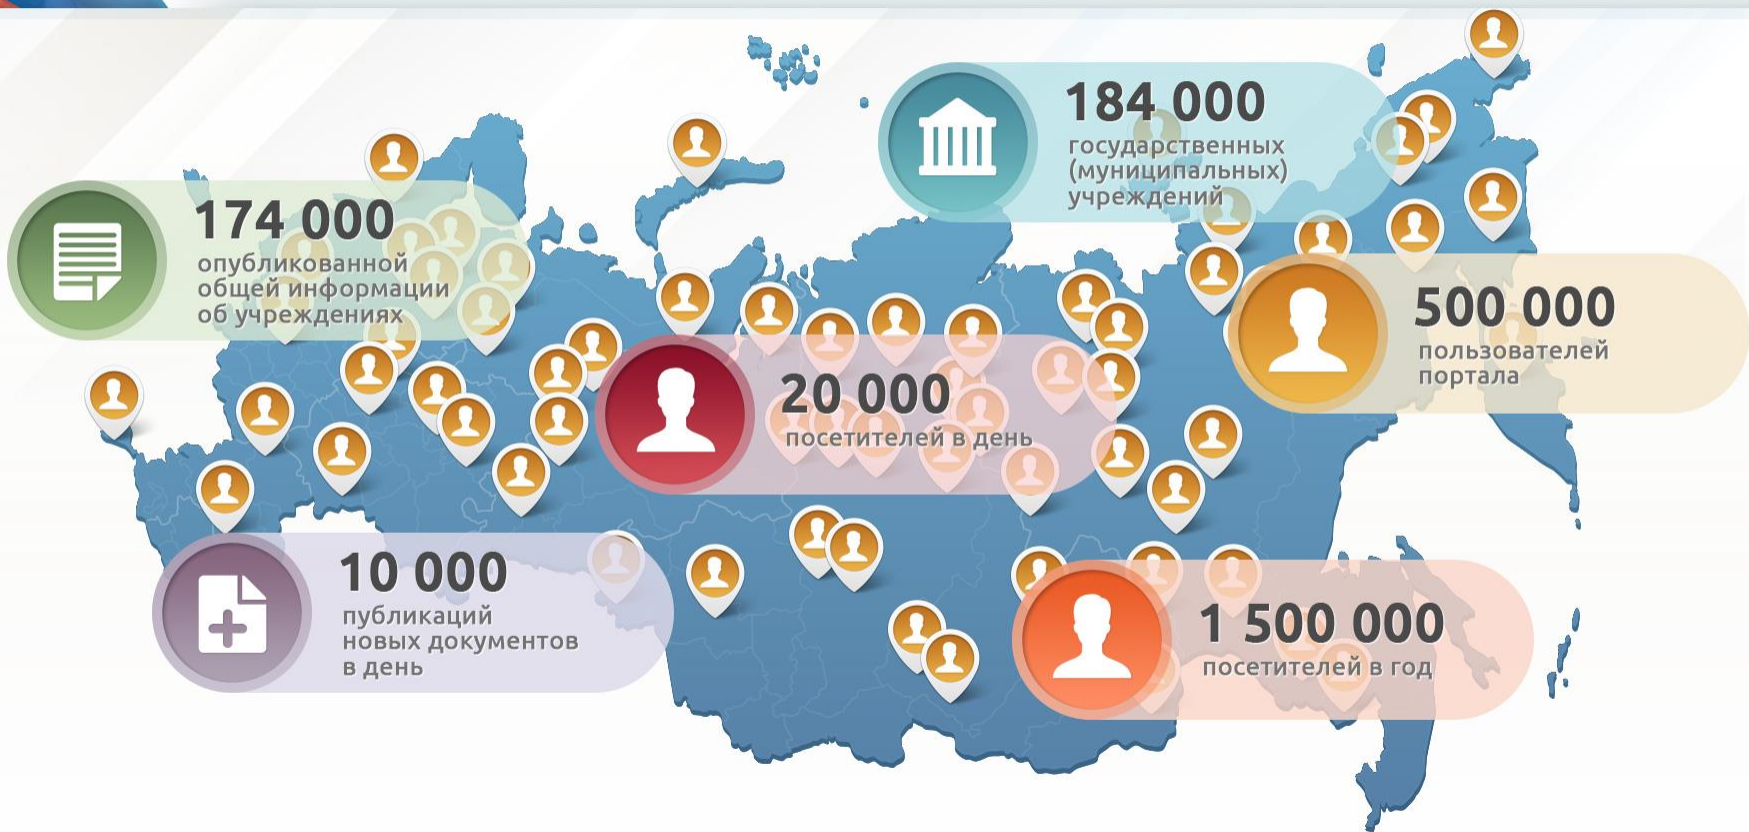 184 000
государственных
(муниципальных)
учреждений
174 000
опубликованной
общей информации
об учреждениях
500 000
пользователей
портала
20 000
посетителей в день
10 000
публикаций
новых документов
в день
1 500 000
посетителей в год